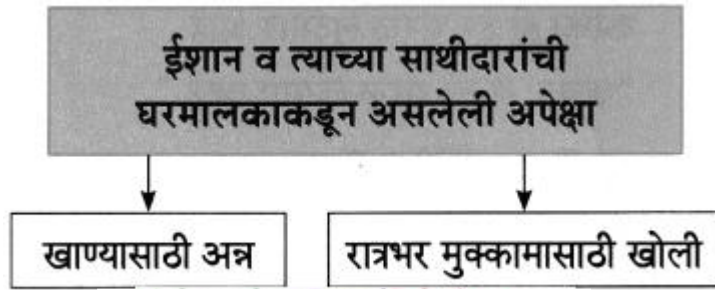 ईशान व त्याच्या साथीदारांची
घरमालकाकडून असलेली अपेक्षा
खाण्यासाठी अन्न
रात्रभर मुक्कामासाठी खोली